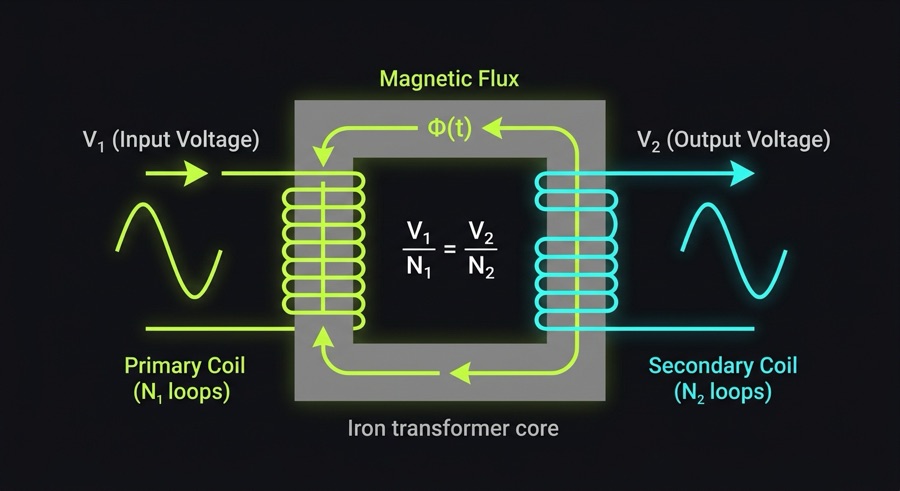 Magnetic Flux
Φ(t)
V₁ (Input Voltage)
V₂ (Output Voltage)
V₁/N₁ = V₂/N₂
Primary Coil
(N₁ loops)
Secondary Coil
(N₂ loops)
Iron transformer core